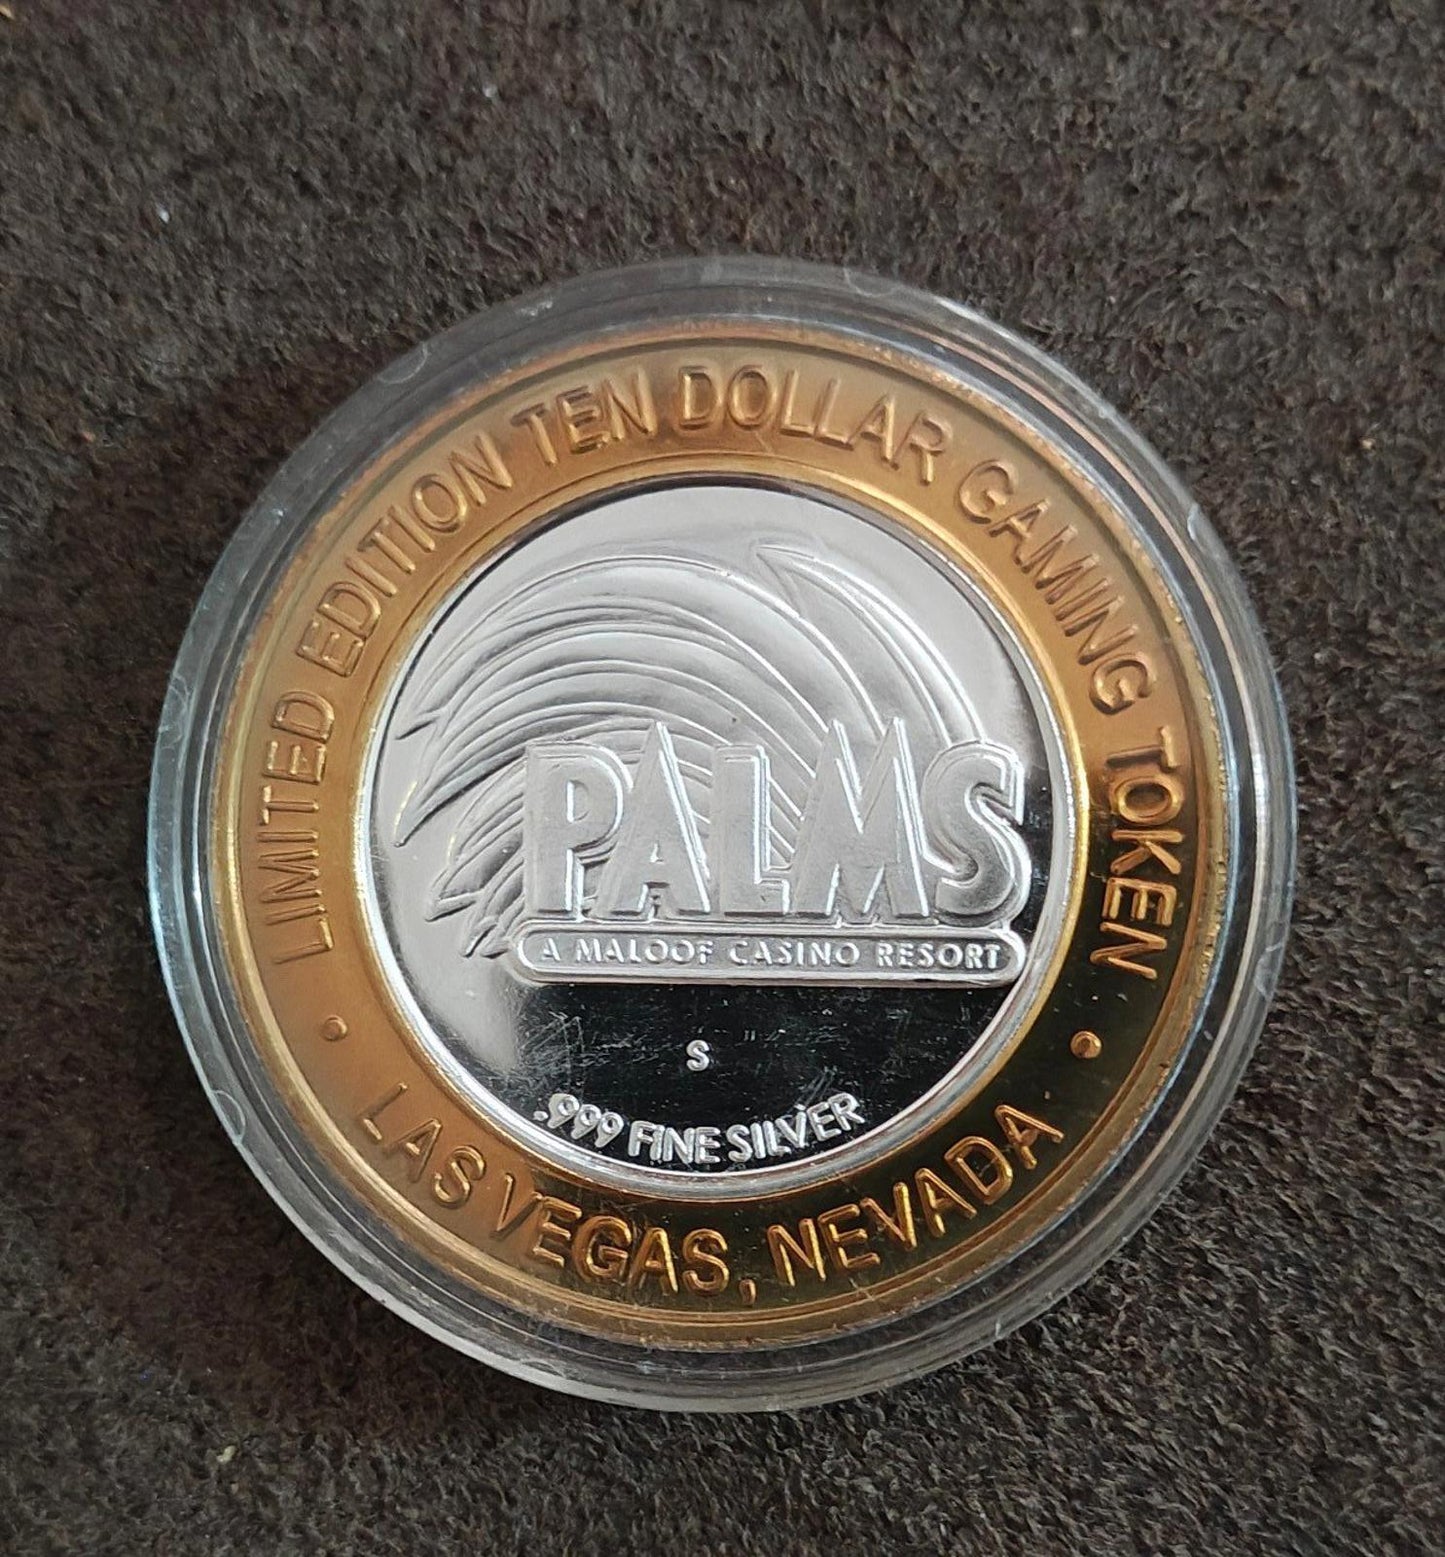 LIMITED EDITION TEN DOLLAR GAMING TOKEN
PALMS
A MALOOF CASINO RESORT
S
.999 FINE SILVER
• LAS VEGAS, NEVADA •